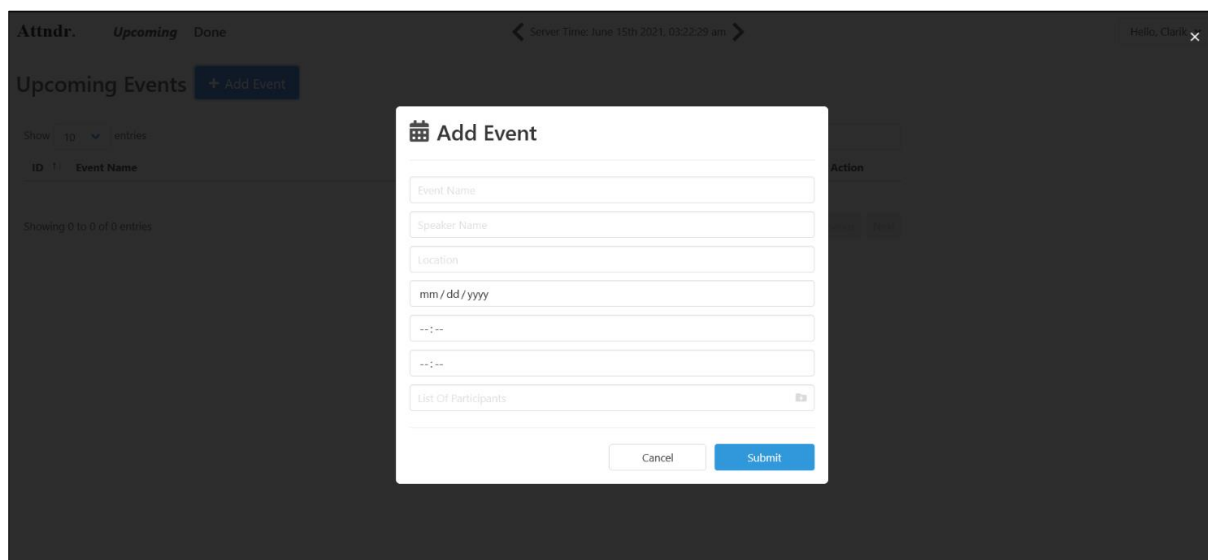 Attndr. Upcoming Done Server Time: June 15th 2021, 03:22:29 am Hello, Clarik
Upcoming Events + Add Event
Add Event
Show 10 entries
ID Event Name Action
Event Name
Speaker Name
Showing 0 to 0 of 0 entries
Location
mm/dd/yyyy
--:--
--:--
List Of Participants
Cancel Submit